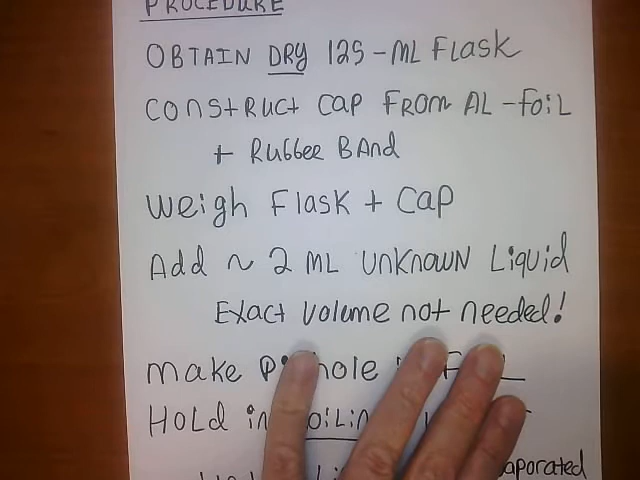 PROCEDURE
OBTAIN DRY 125-ML Flask
CONStRuct CAP FROM AL-FOiL
+ RubbeR BANd
Weigh Flask + CAP
Add ~ 2 ML UNKNOWN Liquid
EXAct Volume not needed!
make
HOLd in
aporated